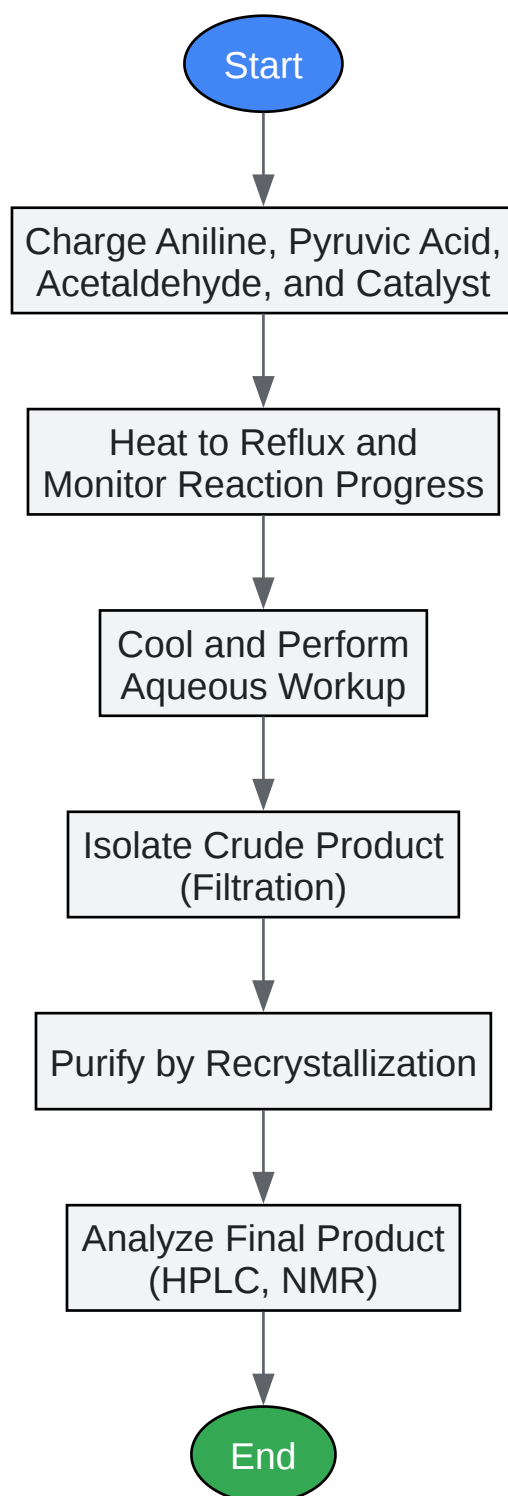 Start
Charge Aniline, Pyruvic Acid,
Acetaldehyde, and Catalyst
Heat to Reflux and
Monitor Reaction Progress
Cool and Perform
Aqueous Workup
Isolate Crude Product
(Filtration)
Purify by Recrystallization
Analyze Final Product
(HPLC, NMR)
End